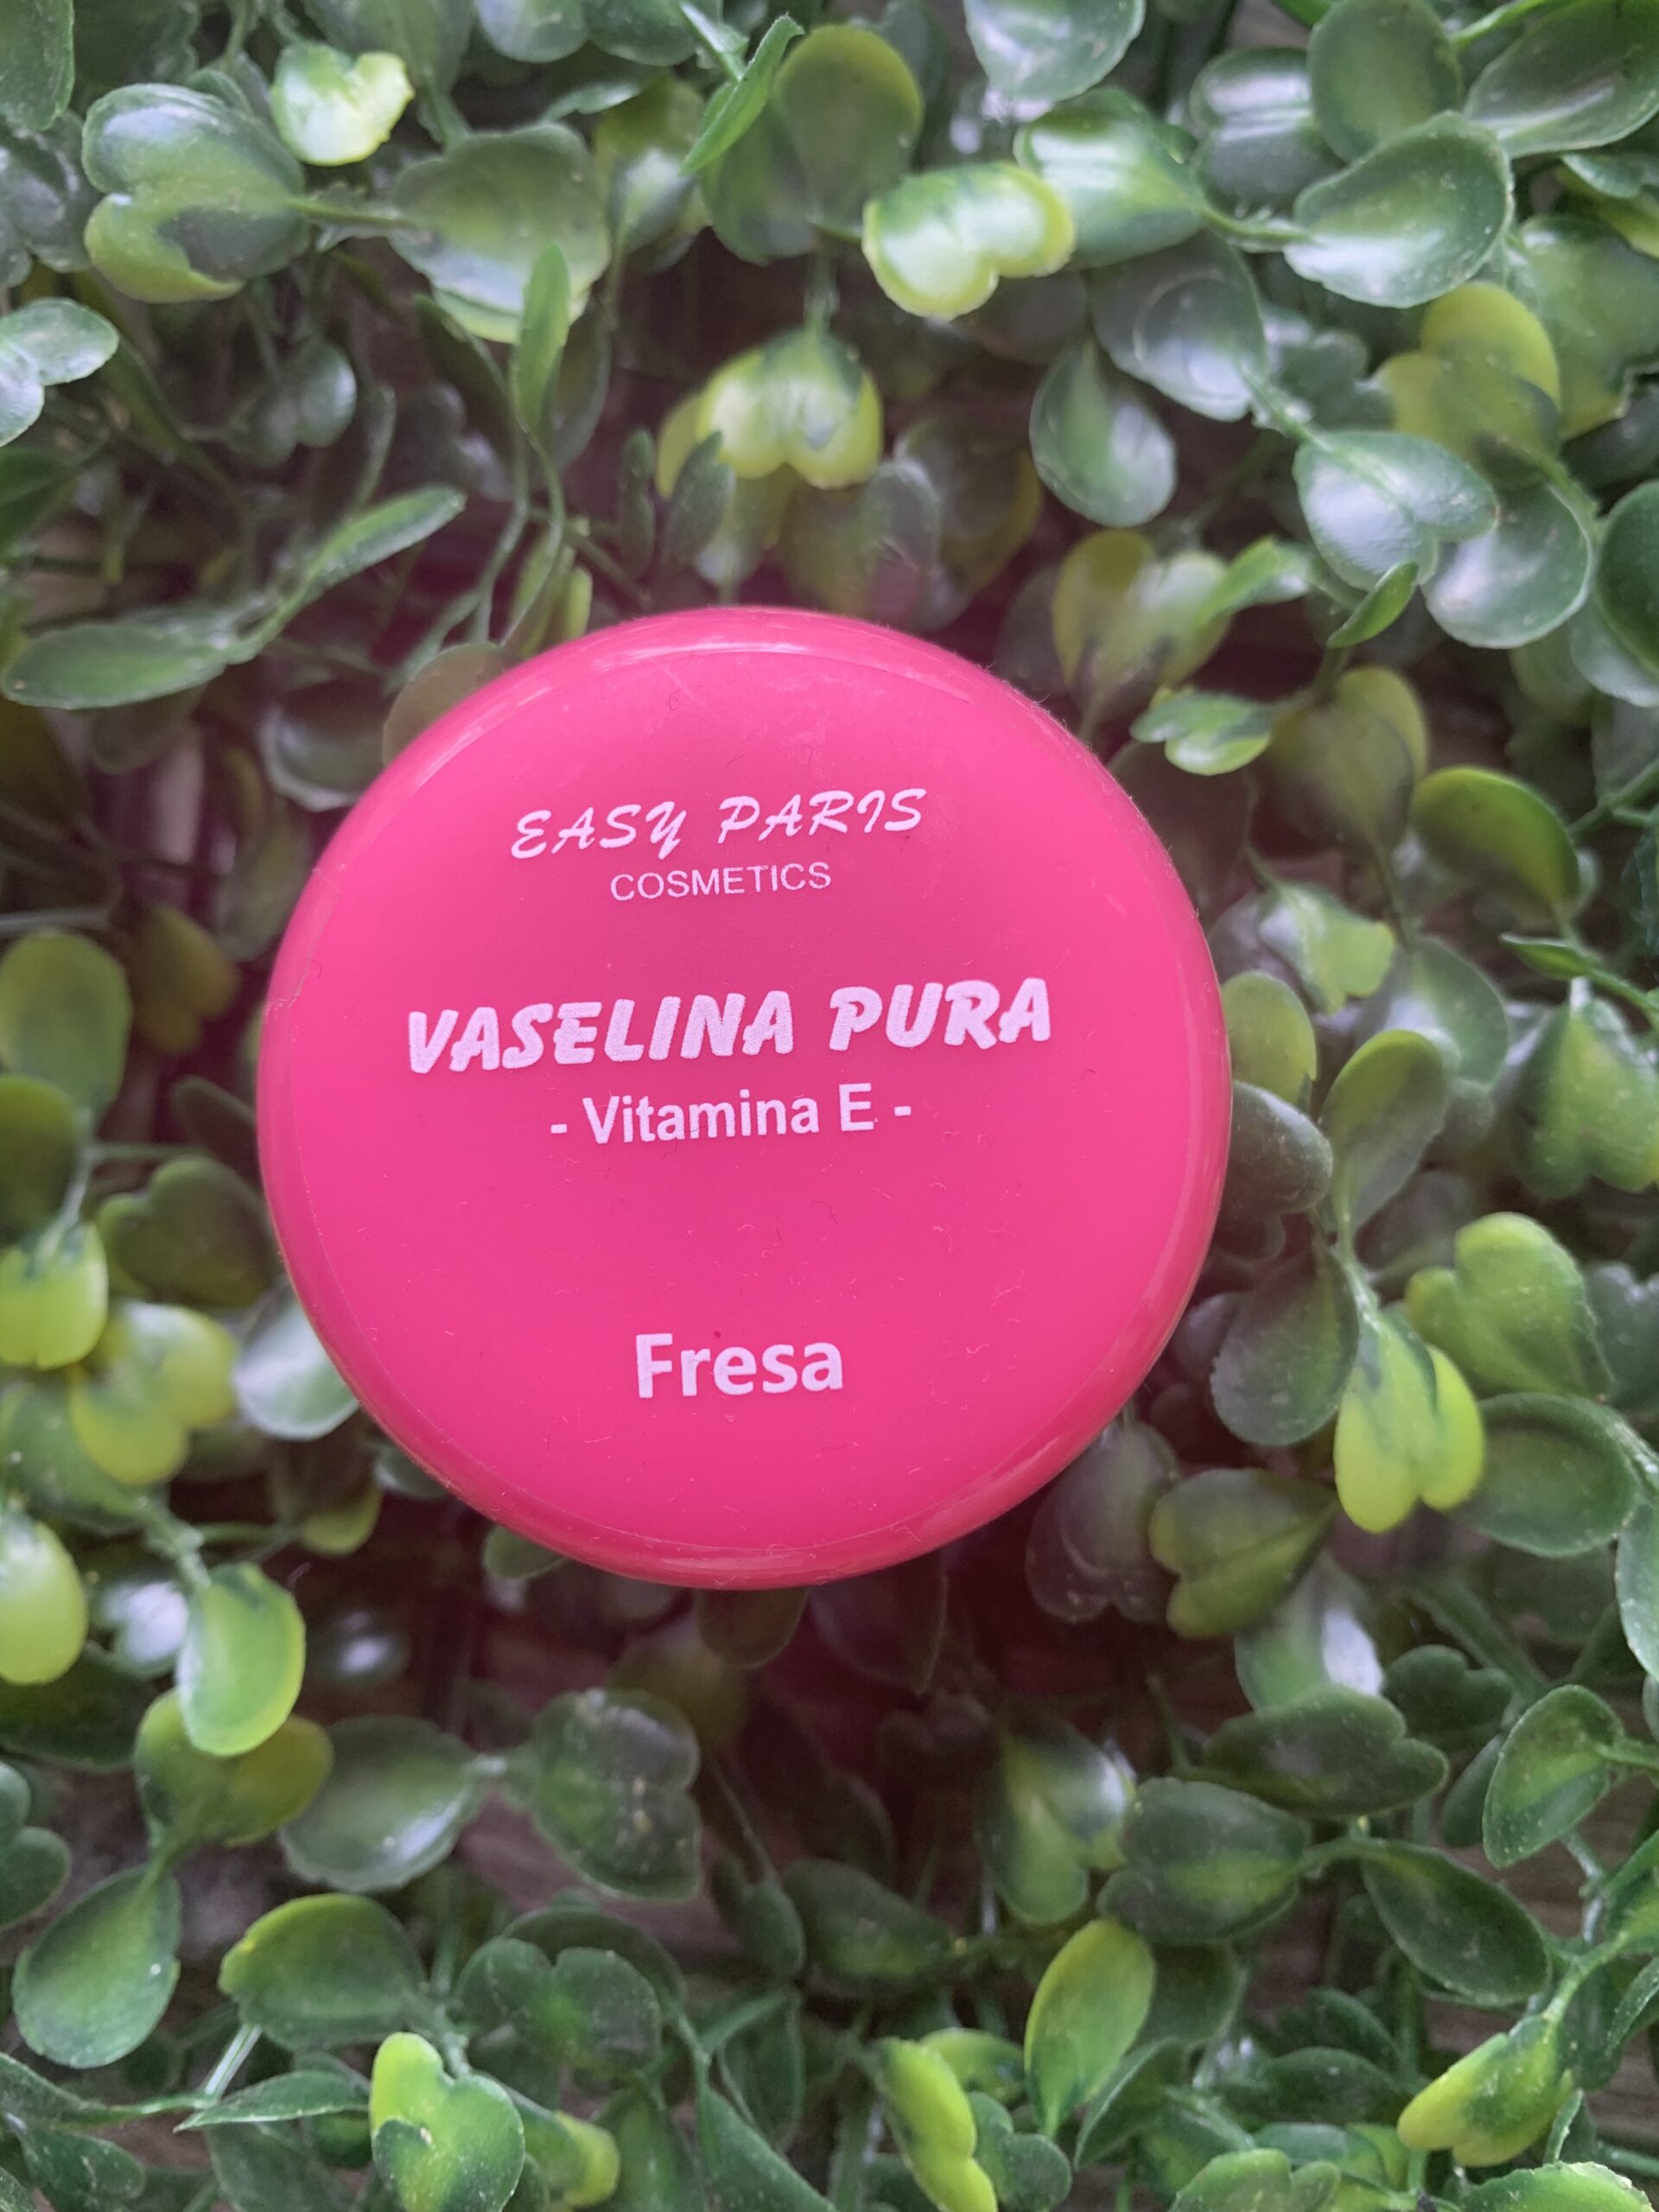 EASY PARIS
COSMETICS
VASELINA PURA
- Vitamina E -
Fresa